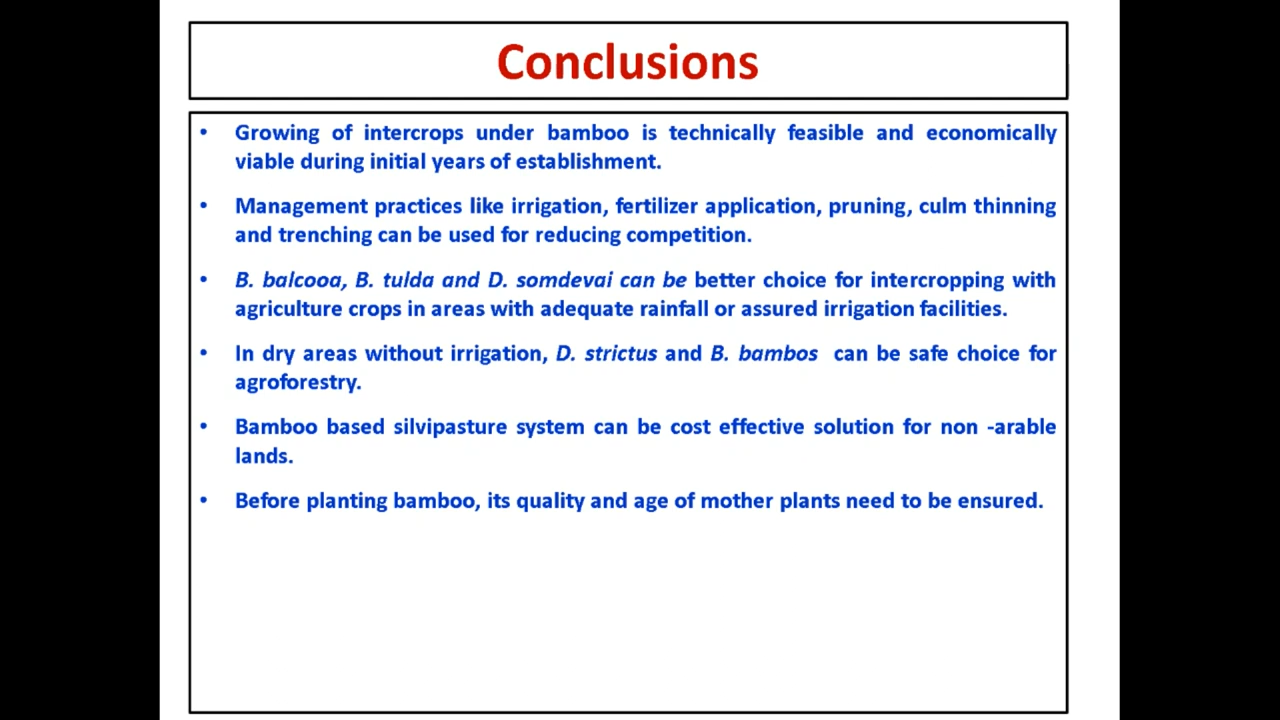 Conclusions
• Growing of intercrops under bamboo is technically feasible and economically
viable during initial years of establishment.
• Management practices like irrigation, fertilizer application, pruning, culm thinning
and trenching can be used for reducing competition.
• B. balcooa, B. tulda and D. somdevai can be better choice for intercropping with
agriculture crops in areas with adequate rainfall or assured irrigation facilities.
• In dry areas without irrigation, D. strictus and B. bambos can be safe choice for
agroforestry.
• Bamboo based silvipasture system can be cost effective solution for non -arable
lands.
• Before planting bamboo, its quality and age of mother plants need to be ensured.